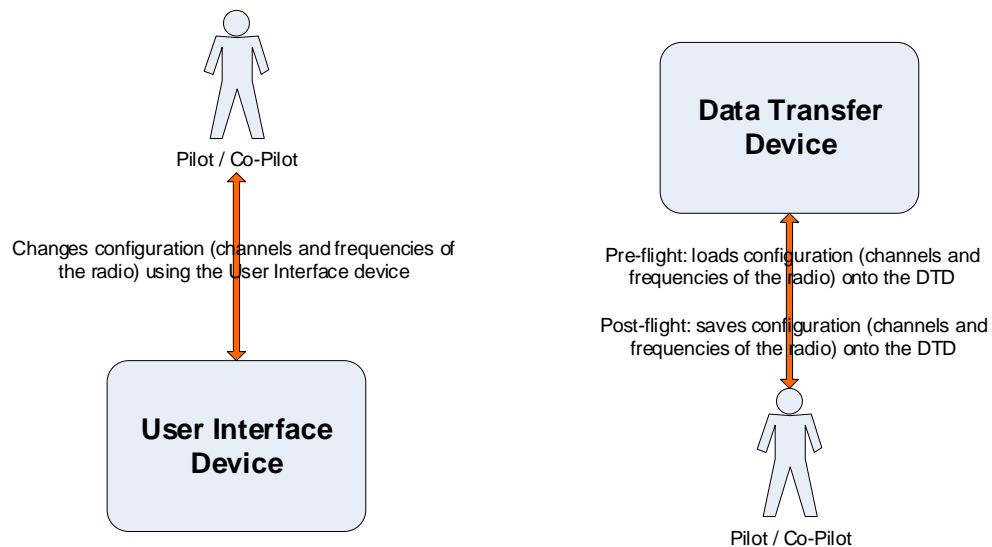 Pilot / Co-Pilot
Changes configuration (channels and frequencies of
the radio) using the User Interface device
User Interface
Device
Data Transfer
Device
Pre-flight: loads configuration (channels and
frequencies of the radio) onto the DTD
Post-flight: saves configuration (channels and
frequencies of the radio) onto the DTD
Pilot / Co-Pilot